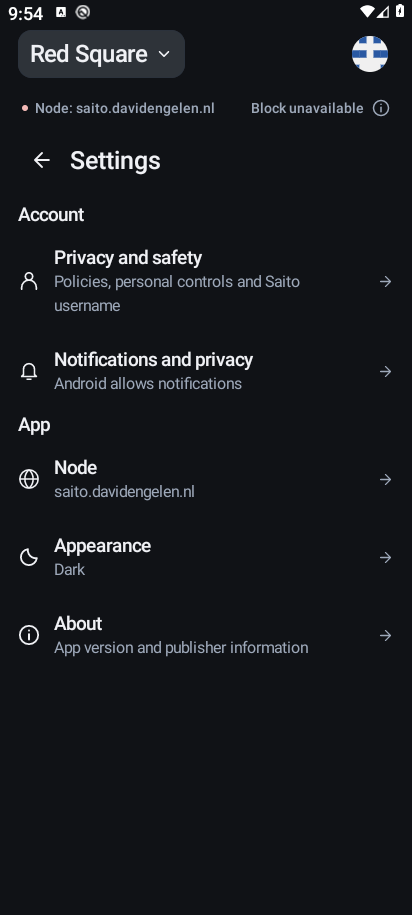 9:54
Red Square
Node: saito.davidengelen.nl Block unavailable
Settings
Account
Privacy and safety
Policies, personal controls and Saito
username
Notifications and privacy
Android allows notifications
App
Node
saito.davidengelen.nl
Appearance
Dark
About
App version and publisher information